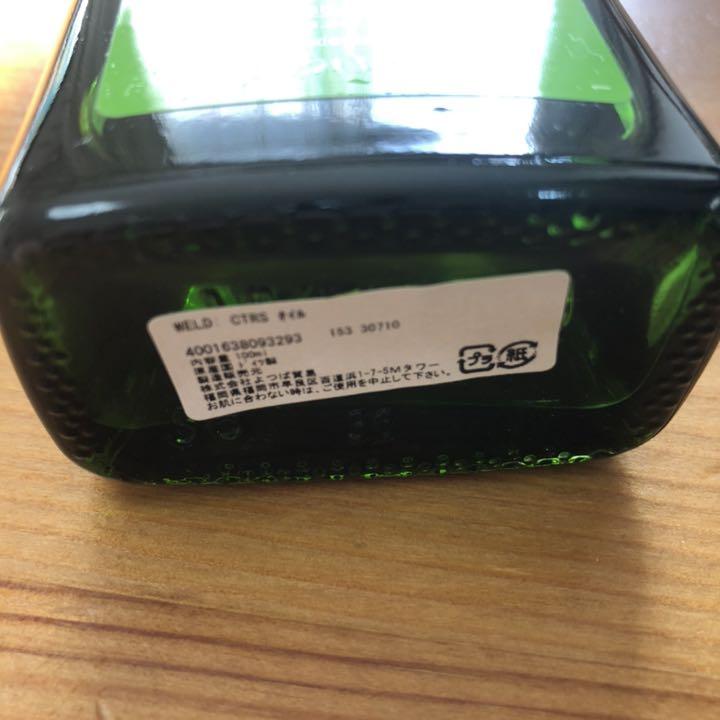 WELD: CTRS オイル
4001638093293 153 30710
内容量 100ml
原産国 ドイツ製
製造販売元
株式会社よつば貿易
福岡県福岡市早良区百道浜1-7-5Mタワー
お肌に合わない時は、ご使用を中止して下さい。
プラ 紙